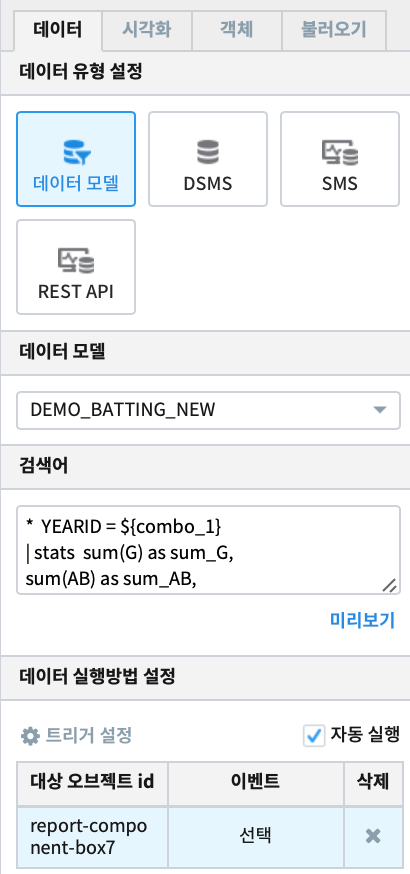 데이터 시각화 객체 불러오기
데이터 유형 설정
데이터 모델 DSMS SMS
REST API
데이터 모델
DEMO_BATTING_NEW
검색어
* YEARID = ${combo_1}
| stats sum(G) as sum_G,
sum(AB) as sum_AB,
미리보기
데이터 실행방법 설정
트리거 설정 자동 실행
대상 오브젝트 id 이벤트 삭제
report-compo
nent-box7 선택